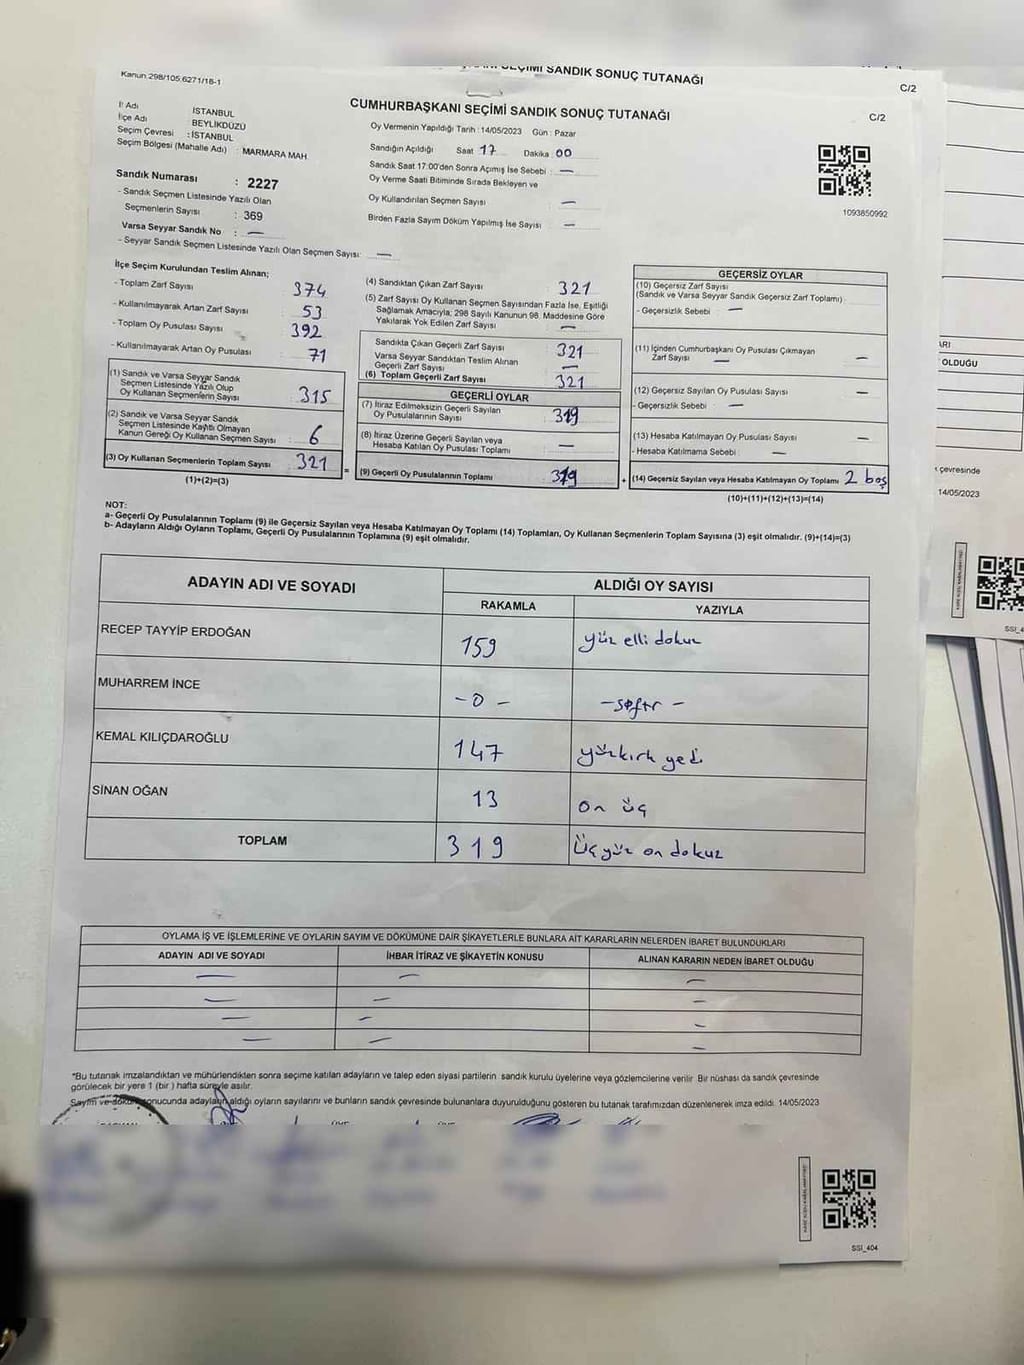 SEÇİMİ SANDIK SONUÇ TUTANAĞI
C/2
Kanun.298/105,6271/18-1
CUMHURBAŞKANI SEÇİMİ SANDIK SONUÇ TUTANAĞI
C/2
İl Adı İSTANBUL
İlçe Adı BEYLİKDÜZÜ
Seçim Çevresi : İSTANBUL
Seçim Bölgesi (Mahalle Adı) : MARMARA MAH.
Oy Vermenin Yapıldığı Tarih : 14/05/2023 Gün : Pazar
Sandığın Açıldığı Saat 17 Dakika 00
Sandık Saat 17:00'den Sonra Açımış İse Sebebi : —
Oy Verme Saati Bitiminde Sırada Bekleyen ve
Oy Kullandırılan Seçmen Sayısı —
Birden Fazla Sayım Döküm Yapılmış İse Sayısı —
1093850992
Sandık Numarası : 2227
- Sandık Seçmen Listesinde Yazılı Olan
Seçmenlerin Sayısı : 369
Varsa Seyyar Sandık No : —
- Seyyar Sandık Seçmen Listesinde Yazılı Olan Seçmen Sayısı: —
İlçe Seçim Kurulundan Teslim Alınan;
- Toplam Zarf Sayısı 374
- Kullanılmayarak Artan Zarf Sayısı 53
- Toplam Oy Pusulası Sayısı 392
- Kullanılmayarak Artan Oy Pusulası 71
(1) Sandık ve Varsa Seyyar Sandık
Seçmen Listesinde Yazılı Olup
Oy Kullanan Seçmenlerin Sayısı : 315
(2) Sandık ve Varsa Seyyar Sandık
Seçmen Listesinde Kayıtlı Olmayan
Kanun Gereği Oy Kullanan Seçmen Sayısı : 6
(3) Oy Kullanan Seçmenlerin Toplam Sayısı 321
(1)+(2)=(3)
(4) Sandıktan Çıkan Zarf Sayısı 321
(5) Zarf Sayısı Oy Kullanan Seçmen Sayısından Fazla İse, Eşitliği
Sağlamak Amacıyla; 298 Sayılı Kanunun 98. Maddesine Göre
Yakılarak Yok Edilen Zarf Sayısı —
Sandıkta Çıkan Geçerli Zarf Sayısı 321
Varsa Seyyar Sandıktan Teslim Alınan
Geçerli Zarf Sayısı —
(6) Toplam Geçerli Zarf Sayısı 321
GEÇERLİ OYLAR
(7) İtiraz Edilmeksizin Geçerli Sayılan
Oy Pusulalarının Sayısı 319
(8) İtiraz Üzerine Geçerli Sayılan veya
Hesaba Katılan Oy Pusulaları Toplamı —
= (9) Geçerli Oy Pusulalarının Toplamı 319
GEÇERSİZ OYLAR
(10) Geçersiz Zarf Sayısı
(Sandık ve Varsa Seyyar Sandık Geçersiz Zarf Toplamı)
- Geçersizlik Sebebi : —
(11) İçinden Cumhurbaşkanı Oy Pusulası Çıkmayan
Zarf Sayısı — —
(12) Geçersiz Sayılan Oy Pusulası Sayısı —
- Geçersizlik Sebebi : —
(13) Hesaba Katılmayan Oy Pusulası Sayısı —
- Hesaba Katılmama Sebebi : —
+ (14) Geçersiz Sayılan veya Hesaba Katılmayan Oy Toplamı 2 boş
(10)+(11)+(12)+(13)=(14)
NOT:
a- Geçerli Oy Pusulalarının Toplamı (9) ile Geçersiz Sayılan veya Hesaba Katılmayan Oy Toplamı (14) Toplamları, Oy Kullanan Seçmenlerin Toplam Sayısına (3) eşit olmalıdır. (9)+(14)=(3)
b- Adayların Aldığı Oyların Toplamı, Geçerli Oy Pusulalarının Toplamına (9) eşit olmalıdır.
ADAYIN ADI VE SOYADI
ALDIĞI OY SAYISI
RAKAMLA YAZIYLA
RECEP TAYYİP ERDOĞAN 159 yüz elli dokuz
MUHARREM İNCE - 0 - - sıfır -
KEMAL KILIÇDAROĞLU 147 yüzkırk yedi
SİNAN OĞAN 13 on üç
TOPLAM 319 Üçyüz on dokuz
OYLAMA İŞ VE İŞLEMLERİNE VE OYLARIN SAYIM VE DÖKÜMÜNE DAİR ŞİKAYETLERLE BUNLARA AİT KARARLARIN NELERDEN İBARET BULUNDUKLARI
ADAYIN ADI VE SOYADI İHBAR İTİRAZ VE ŞİKAYETİN KONUSU ALINAN KARARIN NEDEN İBARET OLDUĞU
— — —
— — —
— — —
— — —
*Bu tutanak imzalandıktan ve mühürlendikten sonra seçime katılan adayların ve talep eden siyasi partilerin sandık kurulu üyelerine veya gözlemcilerine verilir. Bir nüshası da sandık çevresinde
görülecek bir yere 1 (bir ) hafta süreyle asılır.
Sayım ve döküm sonucunda adayların aldığı oyların sayılarını ve bunların sandık çevresinde bulunanlara duyurulduğunu gösteren bu tutanak tarafımızdan düzenlenerek imza edildi. 14/05/2023
SSİ_404
OLDUĞU
çevresinde
14/05/2023